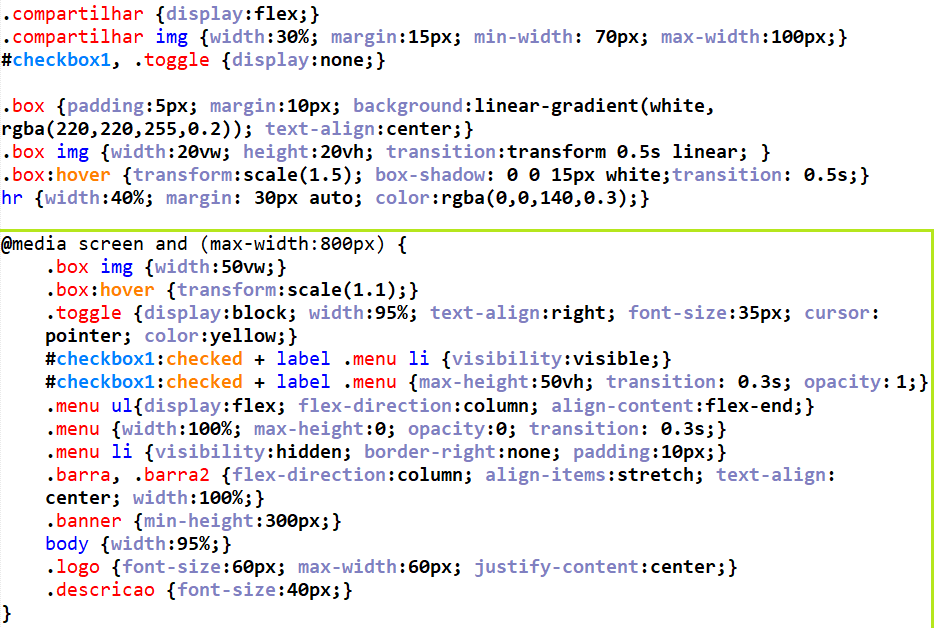 .compartilhar {display:flex;}
.compartilhar img {width:30%; margin:15px; min-width: 70px; max-width:100px;}
#checkbox1, .toggle {display:none;}
.box {padding:5px; margin:10px; background:linear-gradient(white,
rgba(220,220,255,0.2)); text-align:center;}
.box img {width:20vw; height:20vh; transition:transform 0.5s linear; }
.box:hover {transform:scale(1.5); box-shadow: 0 0 15px white;transition: 0.5s;}
hr {width:40%; margin: 30px auto; color:rgba(0,0,140,0.3);}
@media screen and (max-width:800px) {
.box img {width:50vw;}
.box:hover {transform:scale(1.1);}
.toggle {display:block; width:95%; text-align:right; font-size:35px; cursor:
pointer; color:yellow;}
#checkbox1:checked + label .menu li {visibility:visible;}
#checkbox1:checked + label .menu {max-height:50vh; transition: 0.3s; opacity:1;}
.menu ul{display:flex; flex-direction:column; align-content:flex-end;}
.menu {width:100%; max-height:0; opacity:0; transition: 0.3s;}
.menu li {visibility:hidden; border-right:none; padding:10px;}
.barra, .barra2 {flex-direction:column; align-items:stretch; text-align:
center; width:100%;}
.banner {min-height:300px;}
body {width:95%;}
.logo {font-size:60px; max-width:60px; justify-content:center;}
.descricao {font-size:40px;}
}